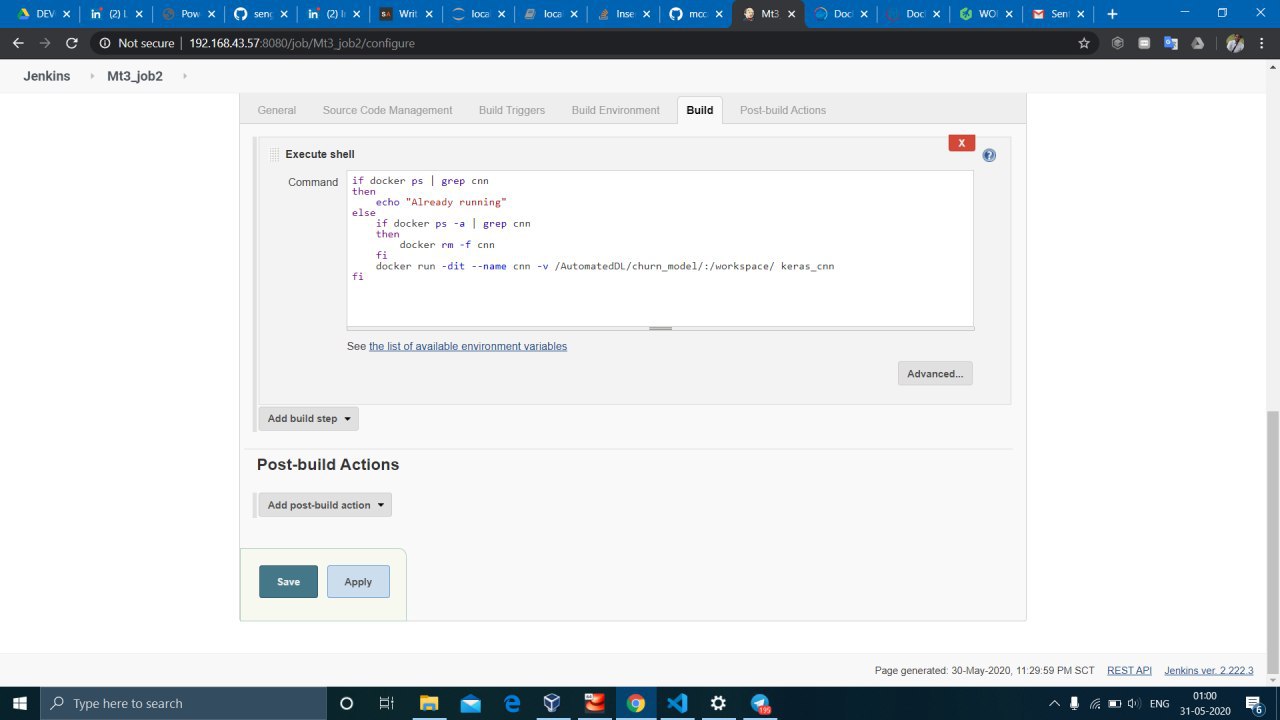 DEV
(2) I
Pow
seng
(2) In
Writ
loca
loca
Inse
mcc
Mt3
Doc
Doc
WO
Sent
Not secure | 192.168.43.57:8080/job/Mt3_job2/configure
Jenkins
Mt3_job2
General
Source Code Management
Build Triggers
Build Environment
Build
Post-build Actions
Execute shell
X
Command
if docker ps | grep cnn
then
    echo "Already running"
else
    if docker ps -a | grep cnn
    then
        docker rm -f cnn
    fi
    docker run -dit --name cnn -v /AutomatedDL/churn_model/:/workspace/ keras_cnn
fi
See the list of available environment variables
Advanced...
Add build step
Post-build Actions
Add post-build action
Save
Apply
Page generated: 30-May-2020, 11:29:59 PM SCT
REST API
Jenkins ver. 2.222.3
Type here to search
195
ENG
01:00
31-05-2020
6